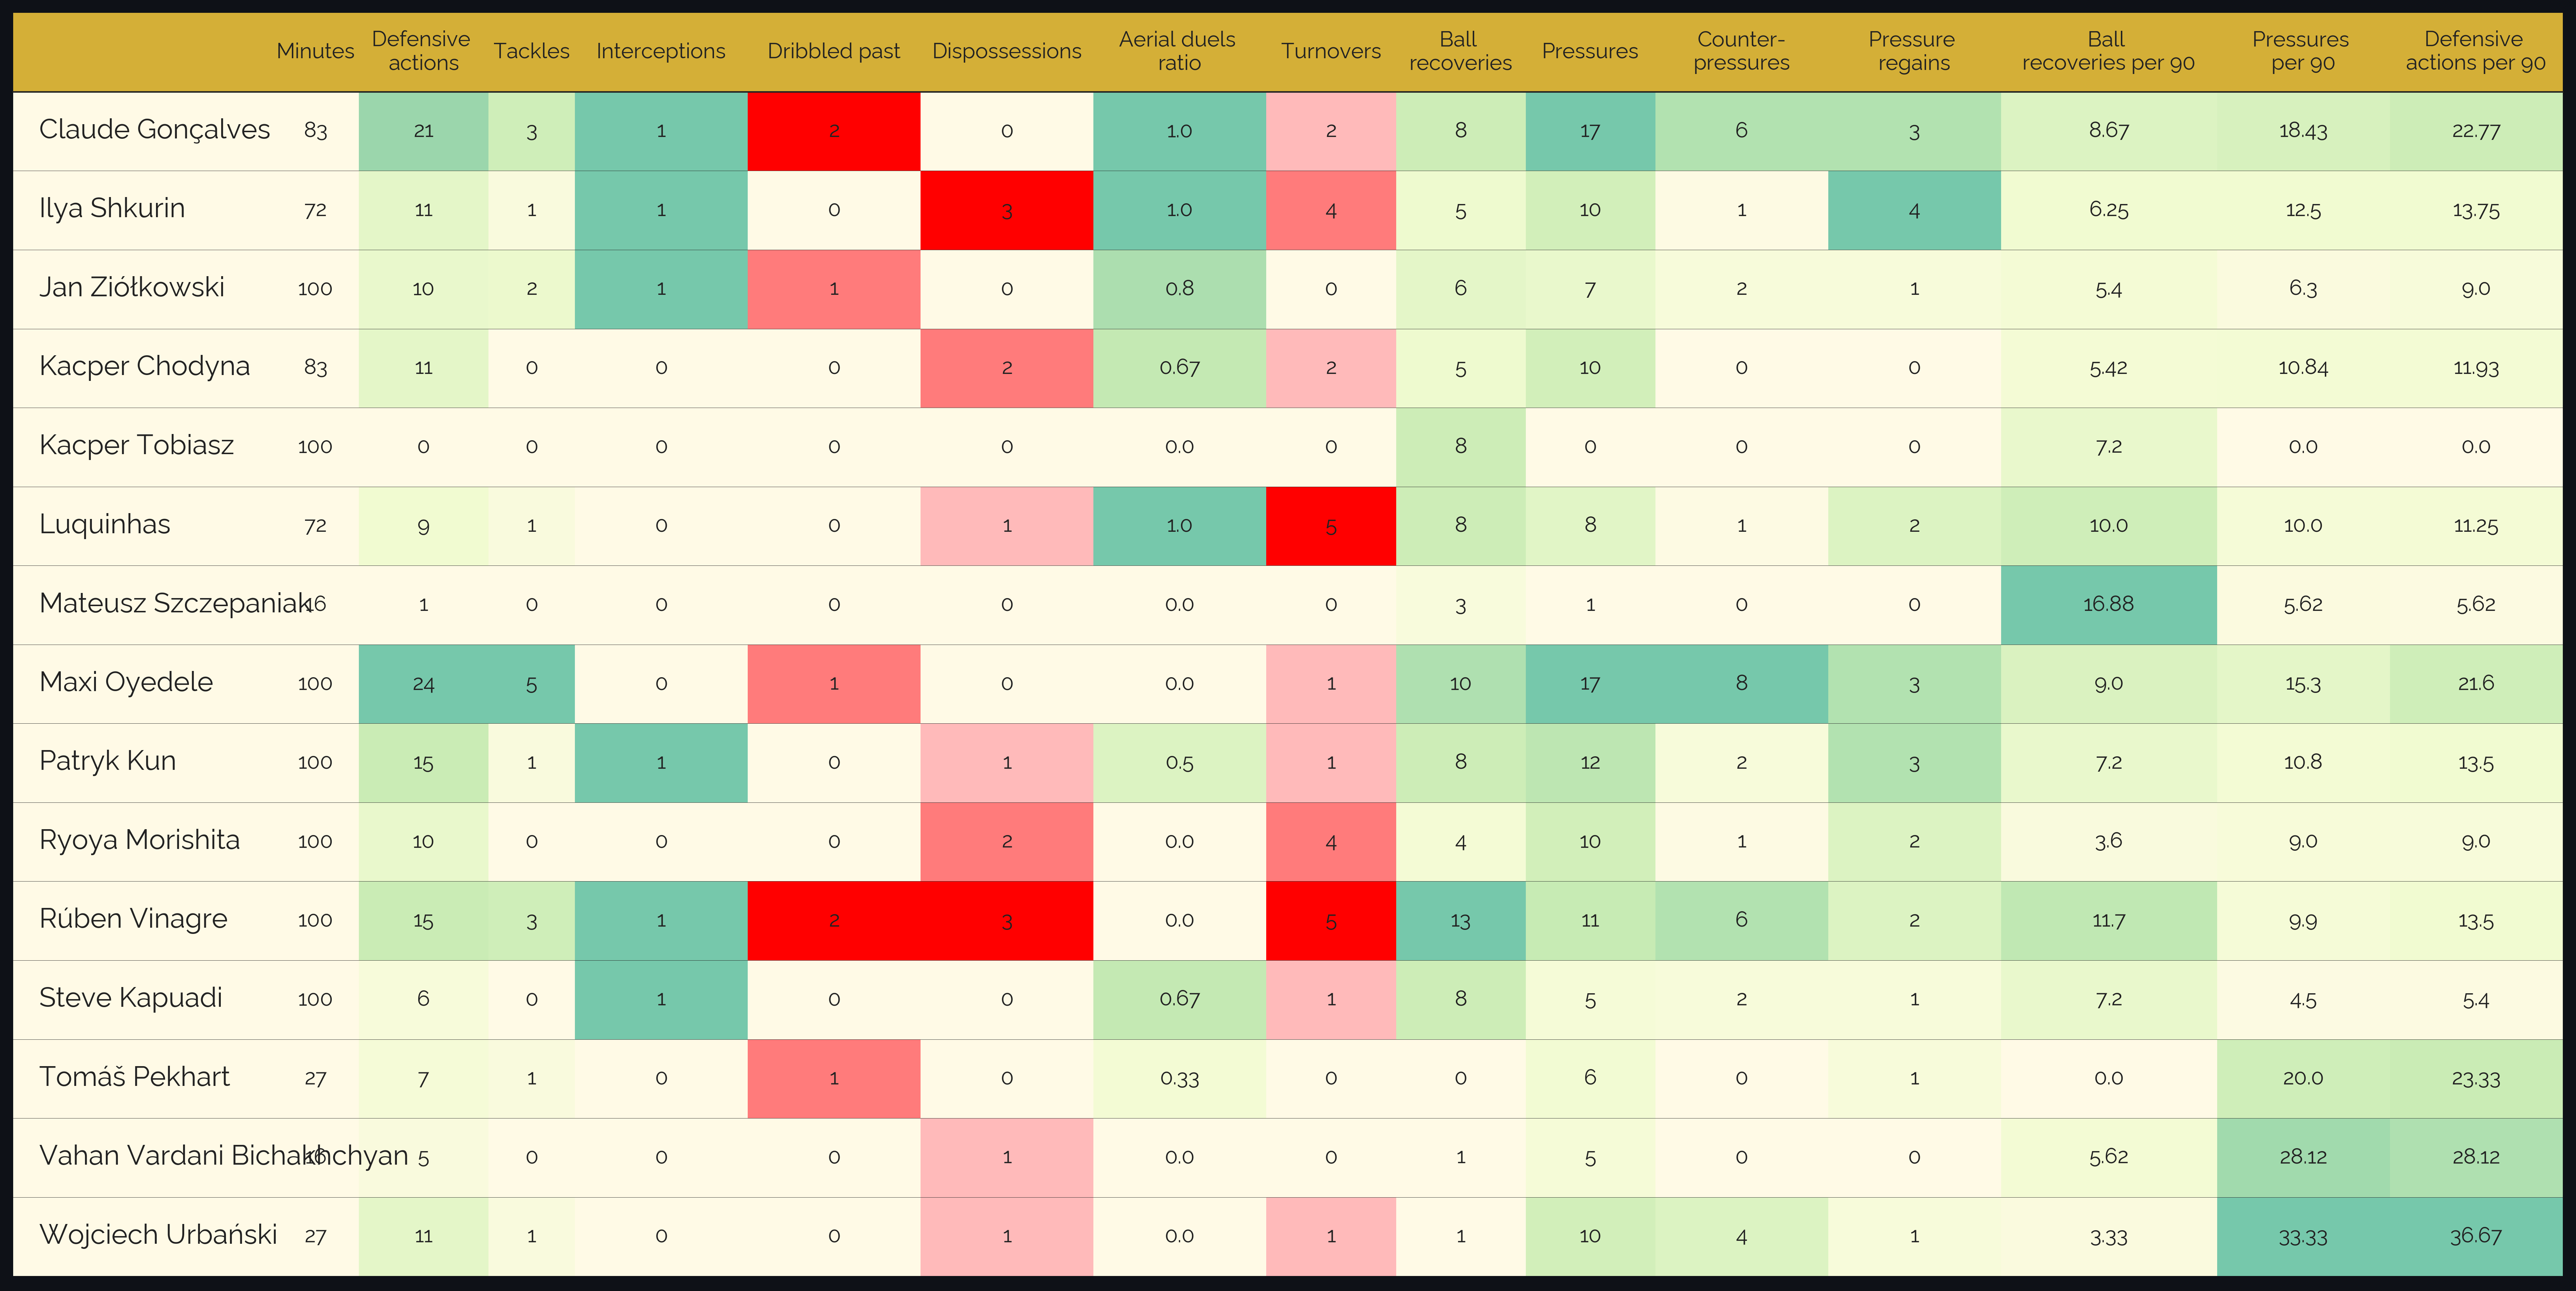 Minutes Defensive actions Tackles Interceptions Dribbled past Dispossessions Aerial duels ratio Turnovers Ball recoveries Pressures Counter-pressures Pressure regains Ball recoveries per 90 Pressures per 90 Defensive actions per 90
Claude Gonçalves 83 21 3 1 2 0 1.0 2 8 17 6 3 8.67 18.43 22.77
Ilya Shkurin 72 11 1 1 0 3 1.0 4 5 10 1 4 6.25 12.5 13.75
Jan Ziółkowski 100 10 2 1 1 0 0.8 0 6 7 2 1 5.4 6.3 9.0
Kacper Chodyna 83 11 0 0 0 2 0.67 2 5 10 0 0 5.42 10.84 11.93
Kacper Tobiasz 100 0 0 0 0 0 0.0 0 8 0 0 0 7.2 0.0 0.0
Luquinhas 72 9 1 0 0 1 1.0 5 8 8 1 2 10.0 10.0 11.25
Mateusz Szczepaniak 16 1 0 0 0 0 0.0 0 3 1 0 0 16.88 5.62 5.62
Maxi Oyedele 100 24 5 0 1 0 0.0 1 10 17 8 3 9.0 15.3 21.6
Patryk Kun 100 15 1 1 0 1 0.5 1 8 12 2 3 7.2 10.8 13.5
Ryoya Morishita 100 10 0 0 0 2 0.0 4 4 10 1 2 3.6 9.0 9.0
Rúben Vinagre 100 15 3 1 2 3 0.0 5 13 11 6 2 11.7 9.9 13.5
Steve Kapuadi 100 6 0 1 0 0 0.67 1 8 5 2 1 7.2 4.5 5.4
Tomáš Pekhart 27 7 1 0 1 0 0.33 0 0 6 0 1 0.0 20.0 23.33
Vahan Vardani Bichakhchyan 16 5 0 0 0 1 0.0 0 1 5 0 0 5.62 28.12 28.12
Wojciech Urbański 27 11 1 0 0 1 0.0 1 1 10 4 1 3.33 33.33 36.67